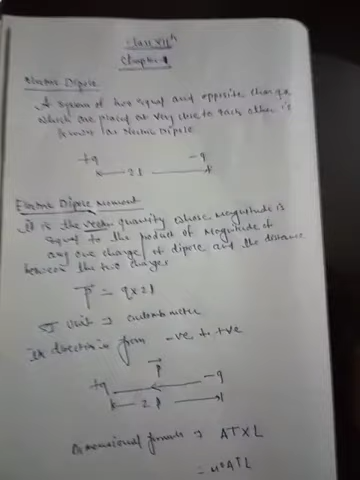 Class XIIth
Chapter 1
Electric Dipole
A system of two equal and opposite charges
which are placed at very close to each other is
known as Electric Dipole
+q -q
2l
Electric Dipole Moment
It is the vector quantity whose magnitude is
equal to the product of magnitude of
any one charge of dipole and the distance
between the two charges
p = q×2l
SI unit → coulomb meter
its direction is from -ve to +ve
p
+q -q
2l
Dimensional formula → AT×L
= M°ATL